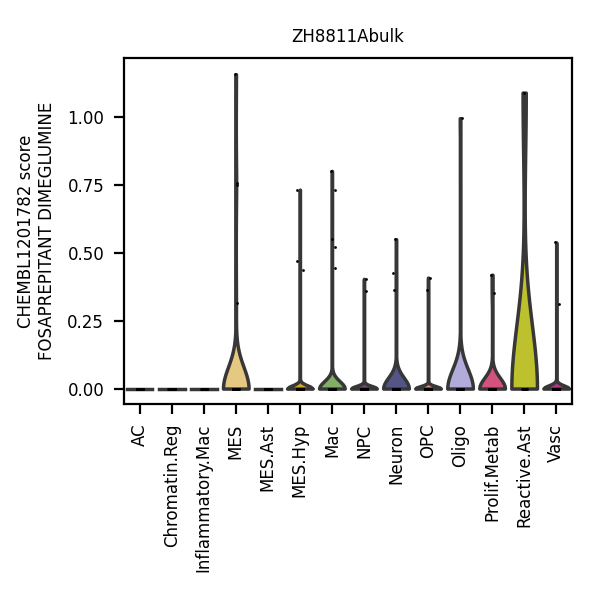 ZH8811Abulk
CHEMBL1201782 score
FOSAPREPITANT DIMEGLUMINE
1.00
0.75
0.50
0.25
0.00
AC
Chromatin.Reg
Inflammatory.Mac
MES
MES.Ast
MES.Hyp
Mac
NPC
Neuron
OPC
Oligo
Prolif.Metab
Reactive.Ast
Vasc